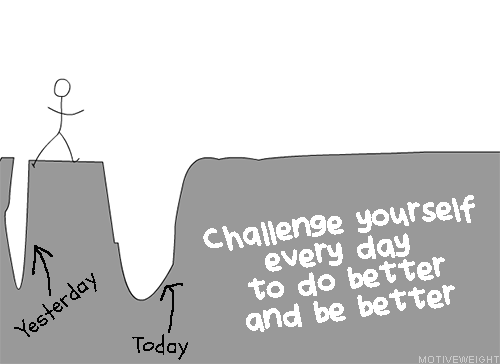 Challenge yourself
every day
to do better
and be better
Yesterday
Today
MOTIVEWEIGHT